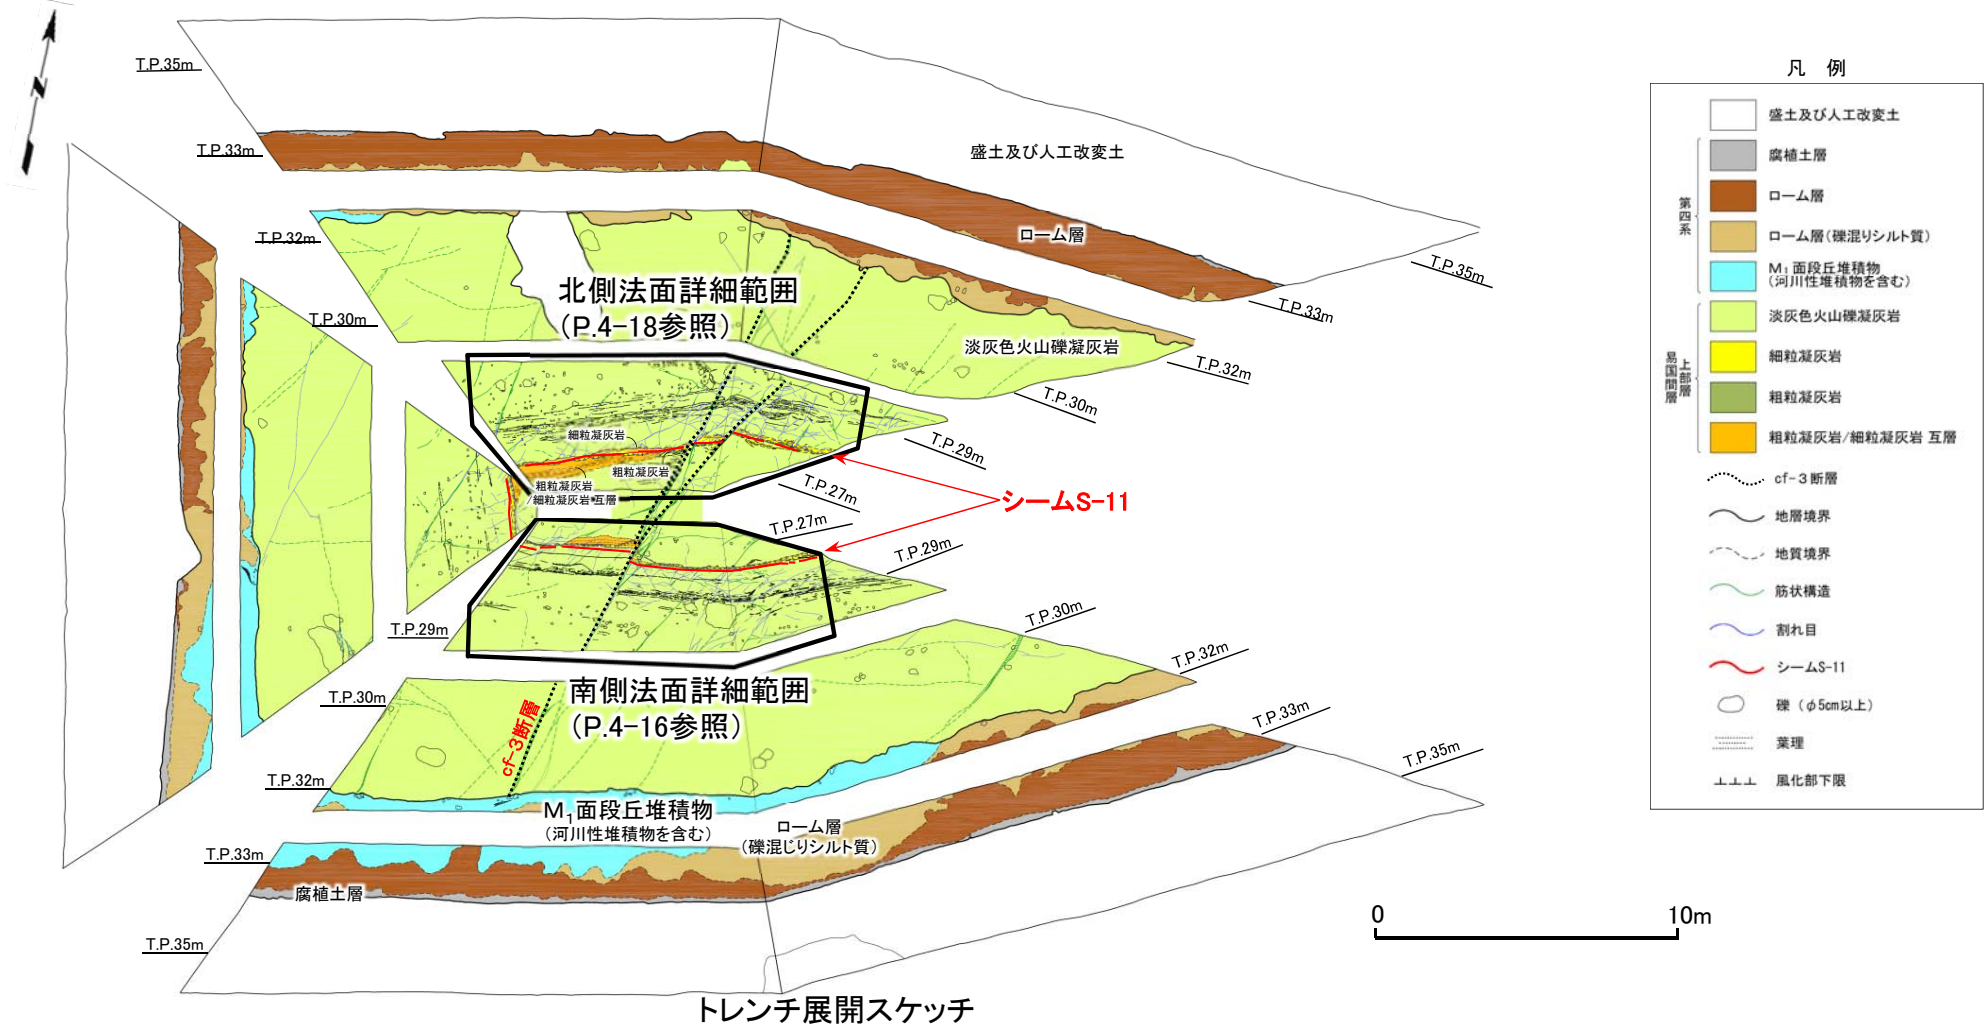 N
T.P.35m
T.P.33m
T.P.32m
T.P.30m
盛土及び人工改変土
ローム層
T.P.35m
T.P.33m
T.P.32m
T.P.30m
T.P.29m
T.P.27m
北側法面詳細範囲
(P.4-18参照)
淡灰色火山礫凝灰岩
細粒凝灰岩
粗粒凝灰岩
粗粒凝灰岩
/細粒凝灰岩 互層
シームS-11
T.P.27m
T.P.29m
T.P.30m
T.P.32m
T.P.33m
T.P.35m
T.P.29m
T.P.30m
T.P.32m
T.P.33m
T.P.35m
南側法面詳細範囲
(P.4-16参照)
cf-3断層
M1面段丘堆積物
(河川性堆積物を含む)
ローム層
(礫混じりシルト質)
腐植土層
0 10m
トレンチ展開スケッチ
凡 例
盛土及び人工改変土
第四系
腐植土層
ローム層
ローム層(礫混りシルト質)
M1面段丘堆積物
(河川性堆積物を含む)
易国間層
上部層
淡灰色火山礫凝灰岩
細粒凝灰岩
粗粒凝灰岩
粗粒凝灰岩/細粒凝灰岩 互層
cf-3断層
地層境界
地質境界
筋状構造
割れ目
シームS-11
礫 (φ5cm以上)
葉理
風化部下限